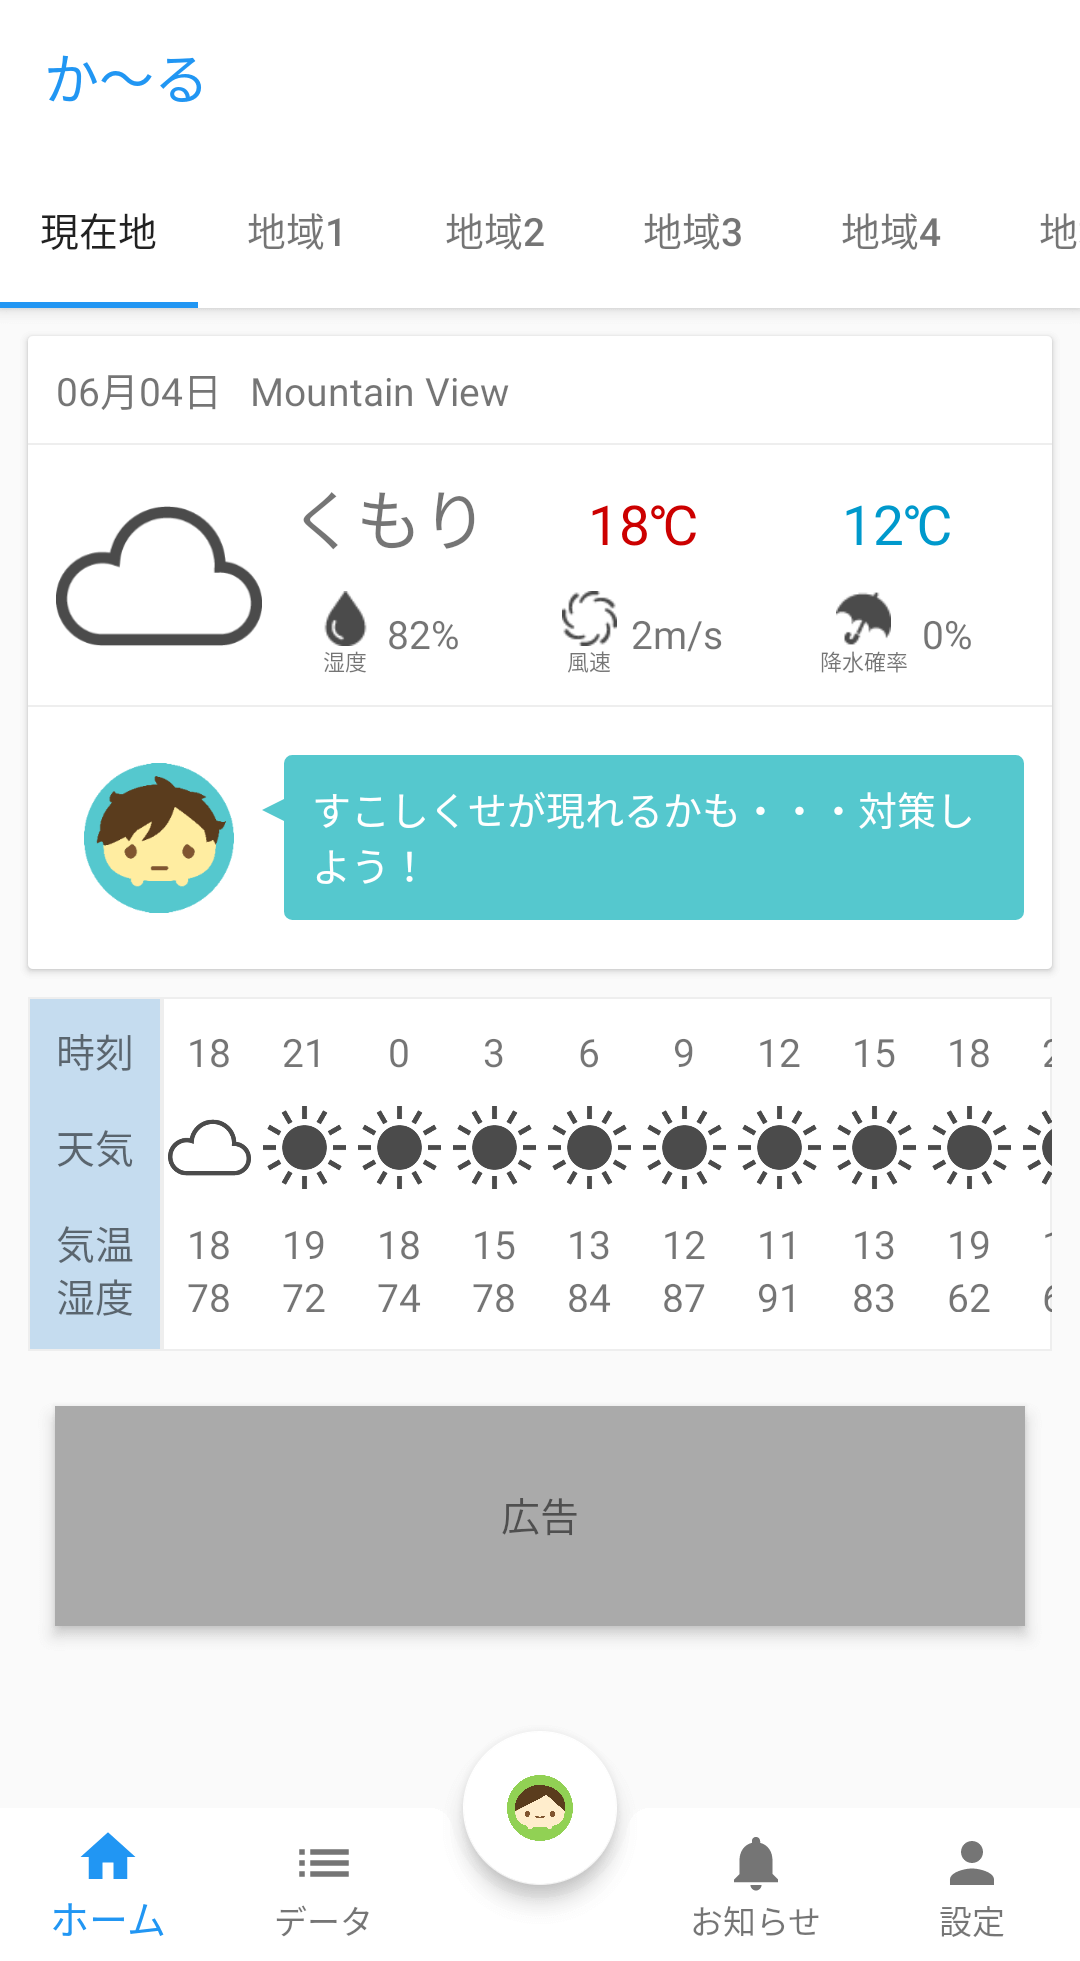 か〜る
現在地 地域1 地域2 地域3 地域4 地
06月04日 Mountain View
くもり 18℃ 12℃
82% 2m/s 0%
湿度 風速 降水確率
すこしくせが現れるかも・・・対策し
よう！
時刻 18 21 0 3 6 9 12 15 18
天気
気温 18 19 18 15 13 12 11 13 19
湿度 78 72 74 78 84 87 91 83 62
広告
ホーム データ お知らせ 設定